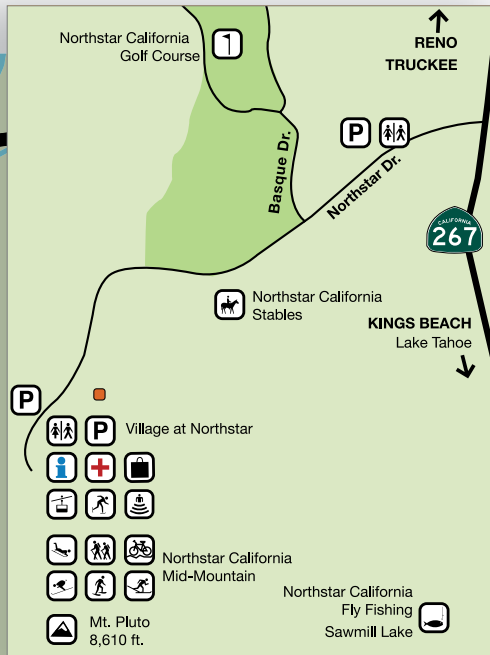 Northstar California
Golf Course
RENO
TRUCKEE
P
Basque Dr.
Northstar Dr.
CALIFORNIA
267
Northstar California
Stables
KINGS BEACH
Lake Tahoe
P
P
Village at Northstar
i
Northstar California
Mid-Mountain
Northstar California
Fly Fishing
Sawmill Lake
Mt. Pluto
8,610 ft.